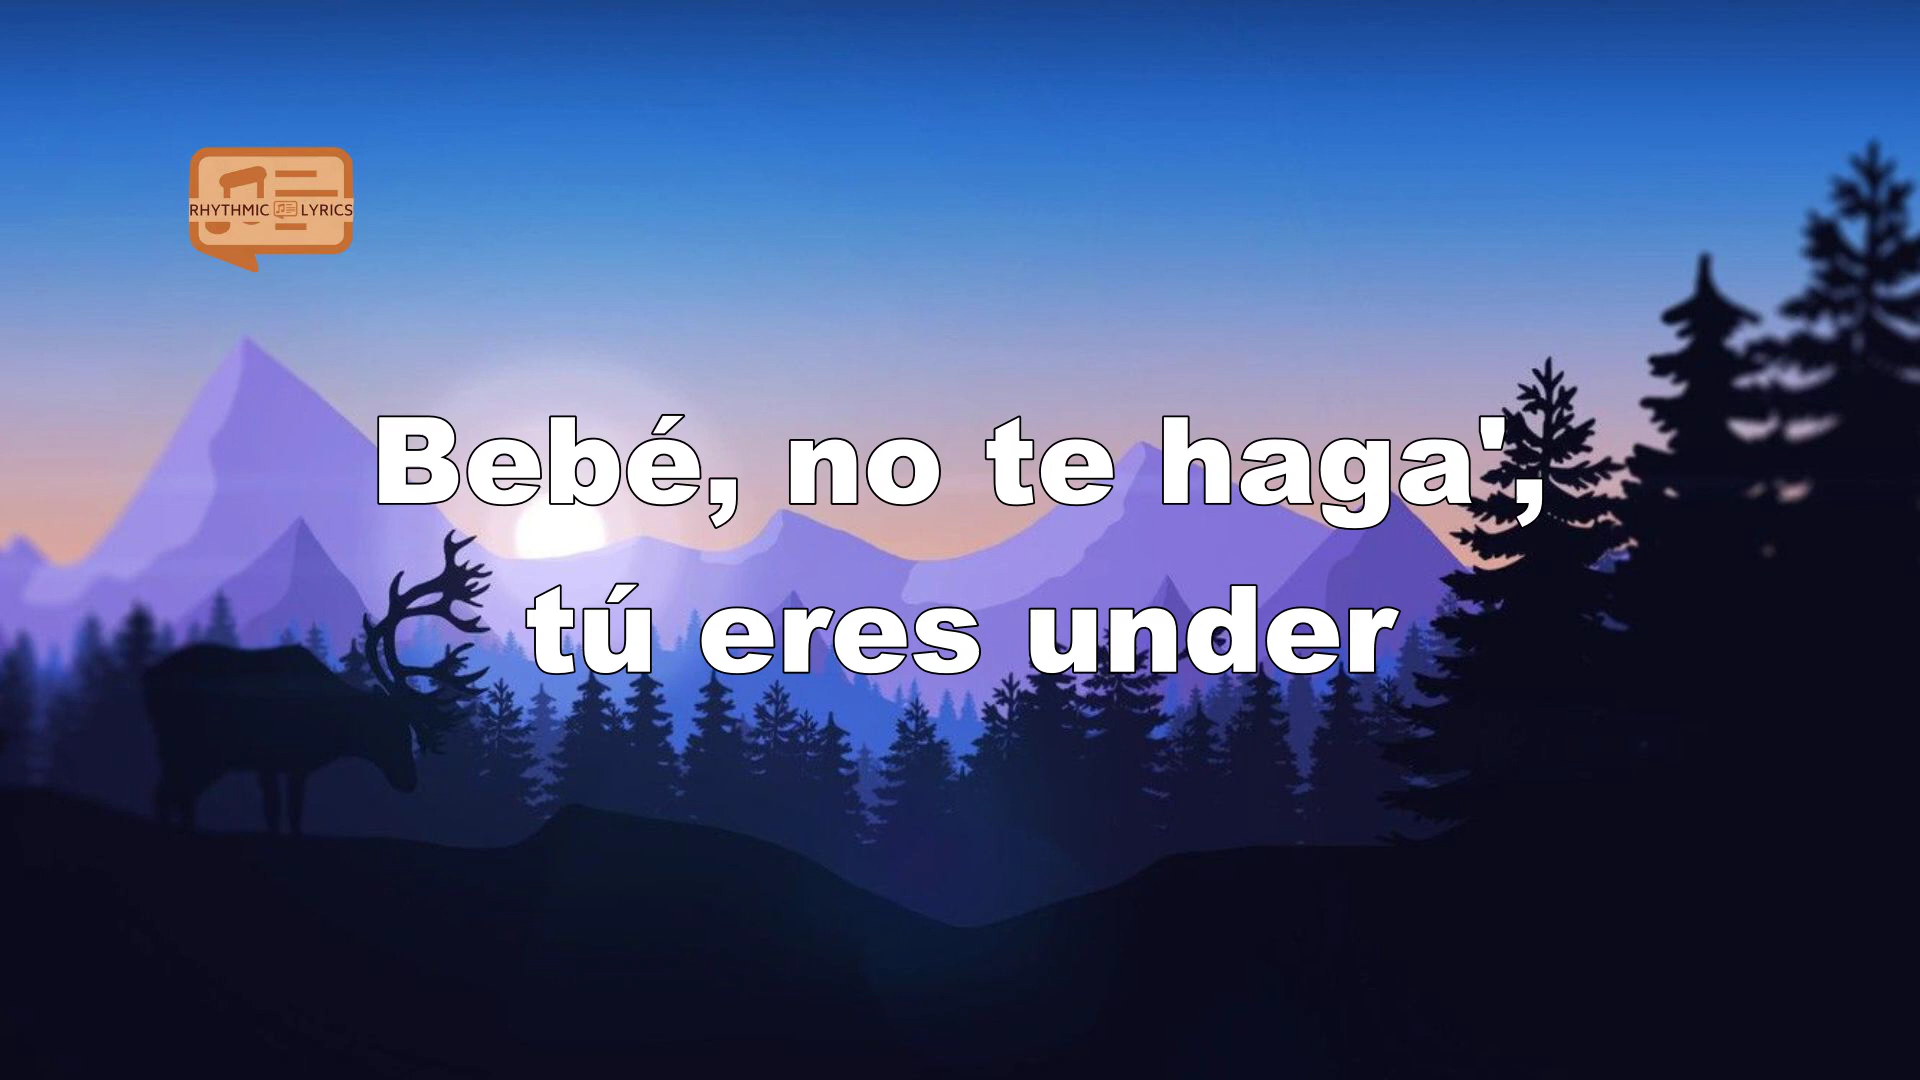 RHYTHMIC LYRICS
Bebé, no te haga',
tú eres under